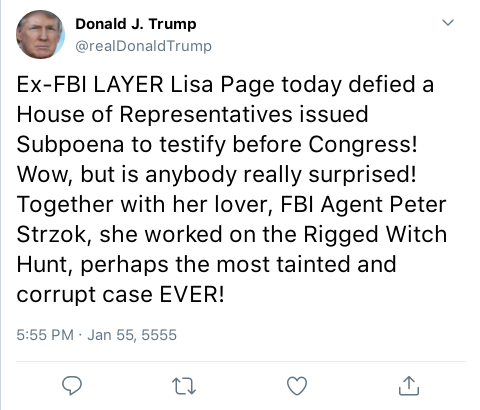 Donald J. Trump
@realDonaldTrump
Ex-FBI LAYER Lisa Page today defied a
House of Representatives issued
Subpoena to testify before Congress!
Wow, but is anybody really surprised!
Together with her lover, FBI Agent Peter
Strzok, she worked on the Rigged Witch
Hunt, perhaps the most tainted and
corrupt case EVER!
5:55 PM · Jan 55, 5555